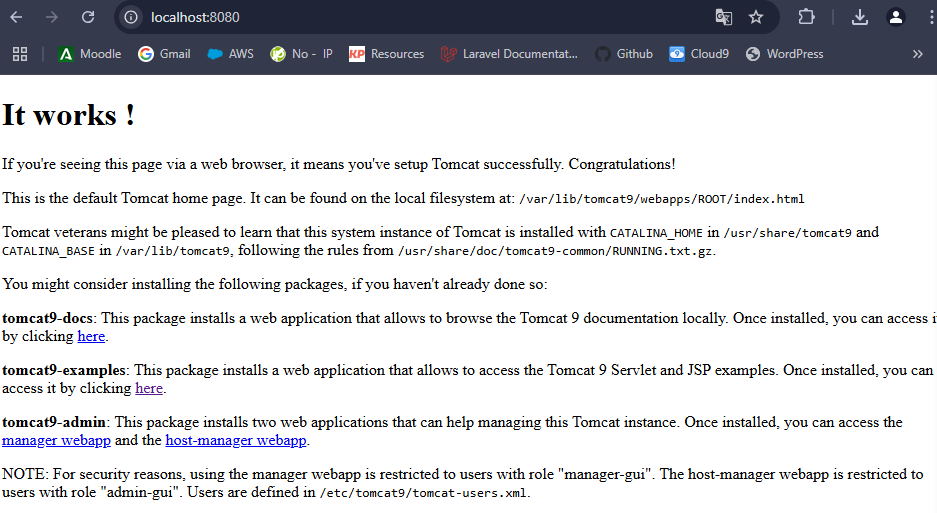 localhost:8080
Moodle Gmail AWS No - IP KP Resources Laravel Documentat... Github Cloud9 WordPress »
It works !
If you're seeing this page via a web browser, it means you've setup Tomcat successfully. Congratulations!
This is the default Tomcat home page. It can be found on the local filesystem at: /var/lib/tomcat9/webapps/ROOT/index.html
Tomcat veterans might be pleased to learn that this system instance of Tomcat is installed with CATALINA_HOME in /usr/share/tomcat9 and
CATALINA_BASE in /var/lib/tomcat9, following the rules from /usr/share/doc/tomcat9-common/RUNNING.txt.gz.
You might consider installing the following packages, if you haven't already done so:
tomcat9-docs: This package installs a web application that allows to browse the Tomcat 9 documentation locally. Once installed, you can access i
by clicking here.
tomcat9-examples: This package installs a web application that allows to access the Tomcat 9 Servlet and JSP examples. Once installed, you can
access it by clicking here.
tomcat9-admin: This package installs two web applications that can help managing this Tomcat instance. Once installed, you can access the
manager webapp and the host-manager webapp.
NOTE: For security reasons, using the manager webapp is restricted to users with role "manager-gui". The host-manager webapp is restricted to
users with role "admin-gui". Users are defined in /etc/tomcat9/tomcat-users.xml.